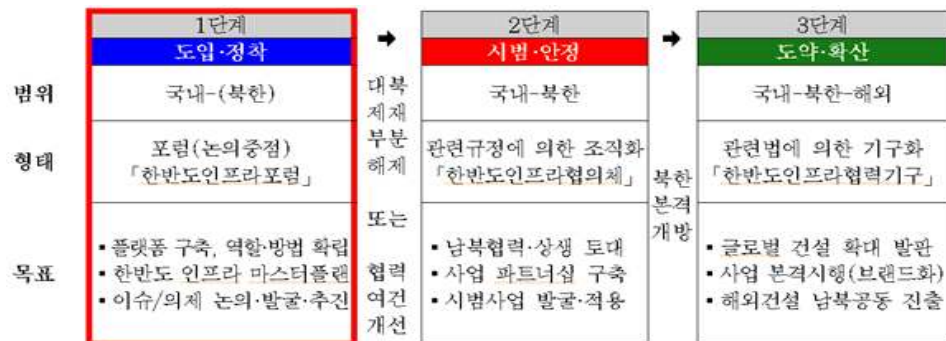 1단계
➡
2단계
➡
3단계
도입·정착
시범·안정
도약·확산
범위
국내-(북한)
대북
제재
부분
해제
또는
협력
여건
개선
국내-북한
북한
본격
개방
국내-북한-해외
형태
포럼(논의중점)
「한반도인프라포럼」
관련규정에 의한 조직화
「한반도인프라협의체」
관련법에 의한 기구화
「한반도인프라협력기구」
목표
▪ 플랫폼 구축, 역할·방법 확립
▪ 한반도 인프라 마스터플랜
▪ 이슈/의제 논의·발굴·추진
▪ 남북협력·상생 토대
▪ 사업 파트너십 구축
▪ 시범사업 발굴·적용
▪ 글로벌 건설 확대 발판
▪ 사업 본격시행(브랜드화)
▪ 해외건설 남북공동 진출